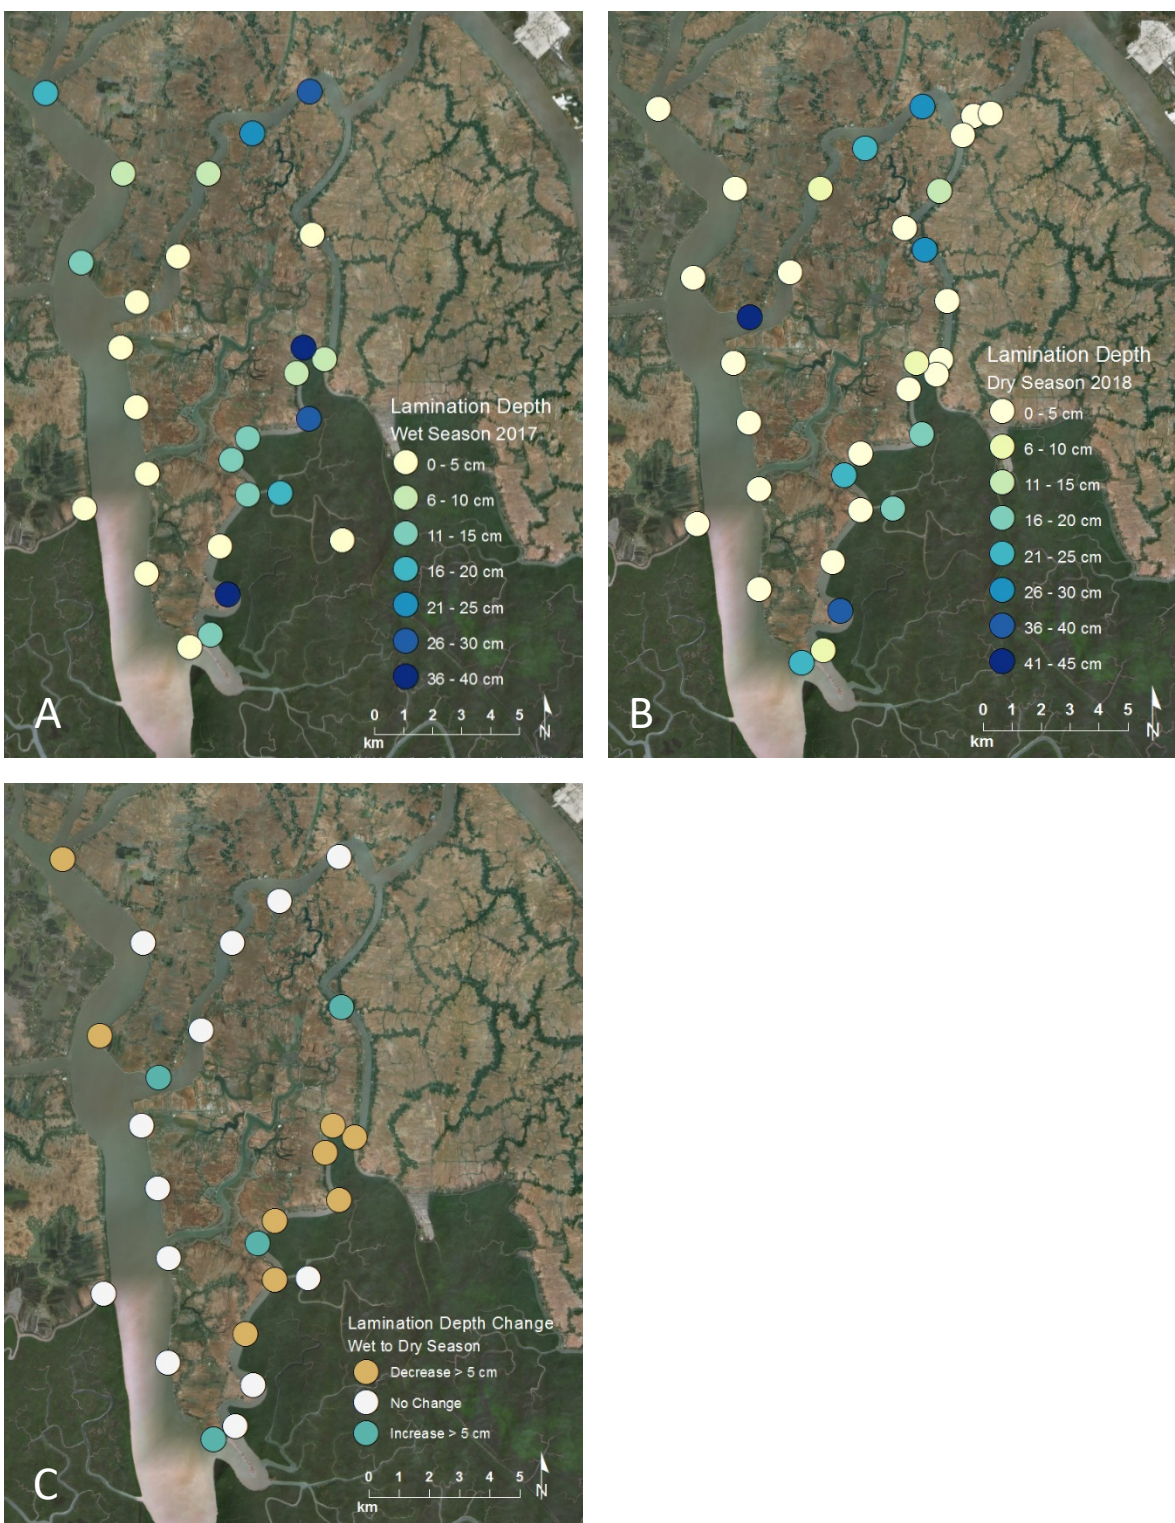 Lamination Depth
Wet Season 2017
0 - 5 cm
6 - 10 cm
11 - 15 cm
16 - 20 cm
21 - 25 cm
26 - 30 cm
36 - 40 cm
0 1 2 3 4 5
km
N
A
Lamination Depth
Dry Season 2018
0 - 5 cm
6 - 10 cm
11 - 15 cm
16 - 20 cm
21 - 25 cm
26 - 30 cm
36 - 40 cm
41 - 45 cm
0 1 2 3 4 5
km
N
B
Lamination Depth Change
Wet to Dry Season
Decrease > 5 cm
No Change
Increase > 5 cm
0 1 2 3 4 5
km
N
C